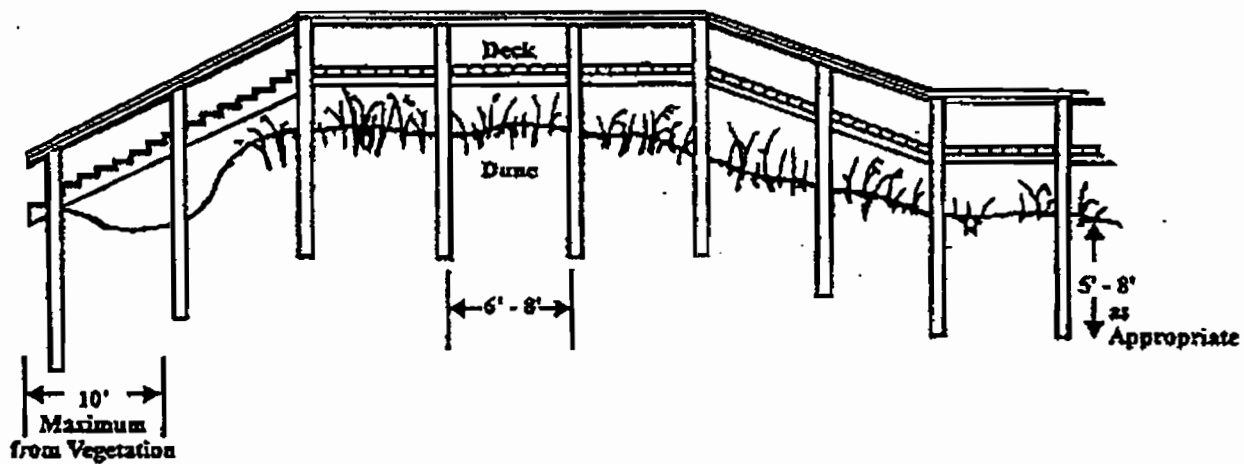 Deck
Dune
6' - 8'
5' - 8'
as
Appropriate
10'
Maximum
from Vegetation